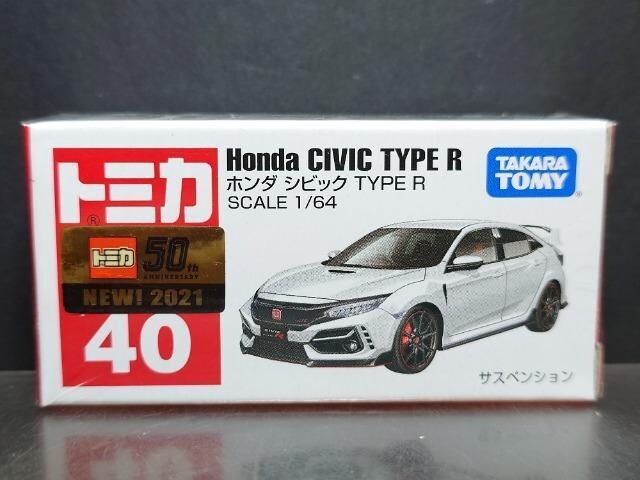 トミカ
®
トミカ
50th
ANNIVERSARY
NEW! 2021
40
Honda CIVIC TYPE R
ホンダ シビック TYPE R
SCALE 1/64
TAKARA
TOMY
®
サスペンション